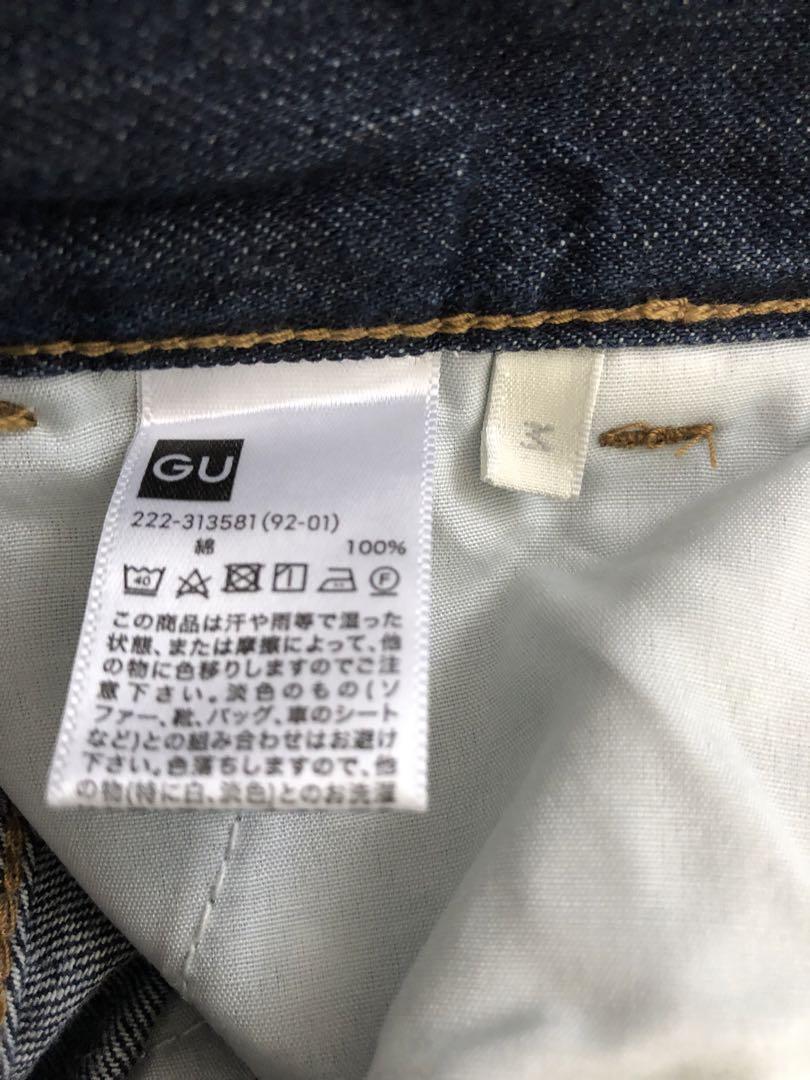 GU
222-313581(92-01)
綿 100%
40 F
この商品は汗や雨等で湿った
状態、または摩擦によって、他
の物に色移りしますのでご注
意下さい。淡色のもの(ソ
ファー、靴、バッグ、車のシート
など)との組み合わせはお避け
下さい。色落ちしますので、他
の物(特に白、淡色)とのお洗濯
M